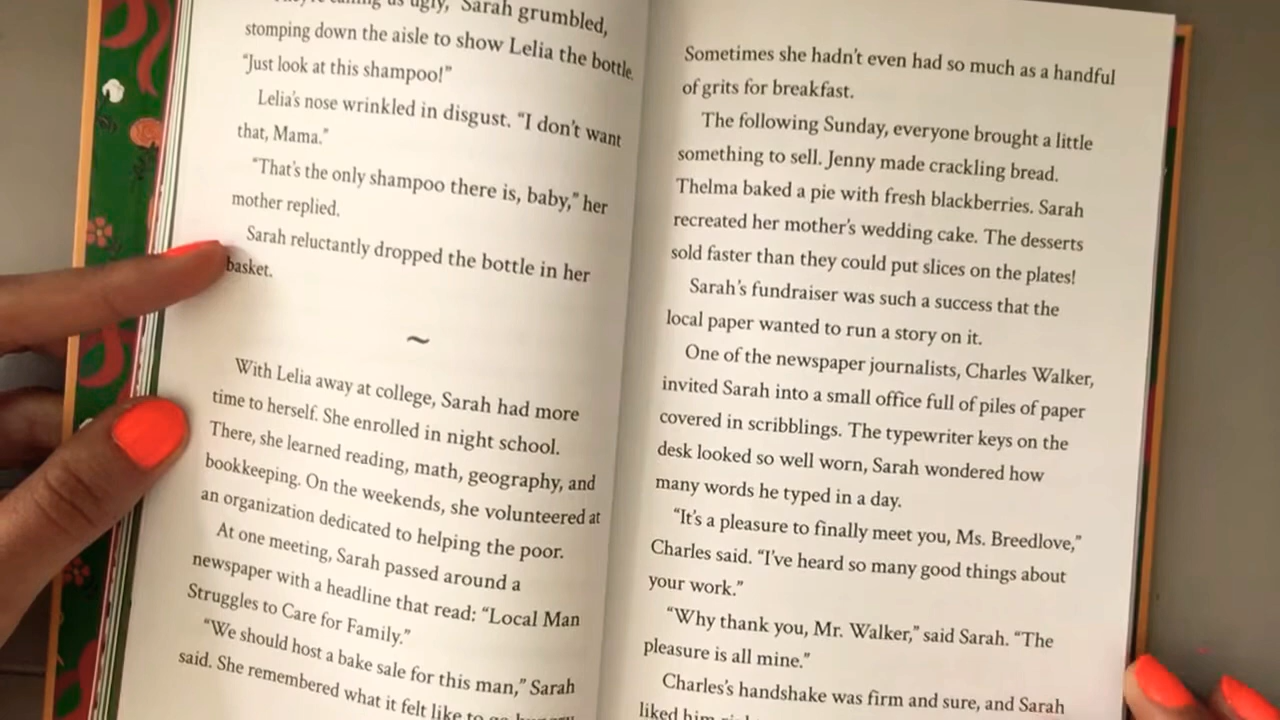 ugly," Sarah grumbled,
stomping down the aisle to show Lelia the bottle.
"Just look at this shampoo!"
Lelia's nose wrinkled in disgust. "I don't want
that, Mama."
"That's the only shampoo there is, baby," her
mother replied.
Sarah reluctantly dropped the bottle in her
basket.
~
With Lelia away at college, Sarah had more
time to herself. She enrolled in night school.
There, she learned reading, math, geography, and
bookkeeping. On the weekends, she volunteered at
an organization dedicated to helping the poor.
At one meeting, Sarah passed around a
newspaper with a headline that read: "Local Man
Struggles to Care for Family."
"We should host a bake sale for this man," Sarah
said. She remembered what it felt like to go
Sometimes she hadn't even had so much as a handful
of grits for breakfast.
The following Sunday, everyone brought a little
something to sell. Jenny made crackling bread.
Thelma baked a pie with fresh blackberries. Sarah
recreated her mother's wedding cake. The desserts
sold faster than they could put slices on the plates!
Sarah's fundraiser was such a success that the
local paper wanted to run a story on it.
One of the newspaper journalists, Charles Walker,
invited Sarah into a small office full of piles of paper
covered in scribblings. The typewriter keys on the
desk looked so well worn, Sarah wondered how
many words he typed in a day.
"It's a pleasure to finally meet you, Ms. Breedlove,"
Charles said. "I've heard so many good things about
your work."
"Why thank you, Mr. Walker," said Sarah. "The
pleasure is all mine."
Charles's handshake was firm and sure, and Sarah
liked him